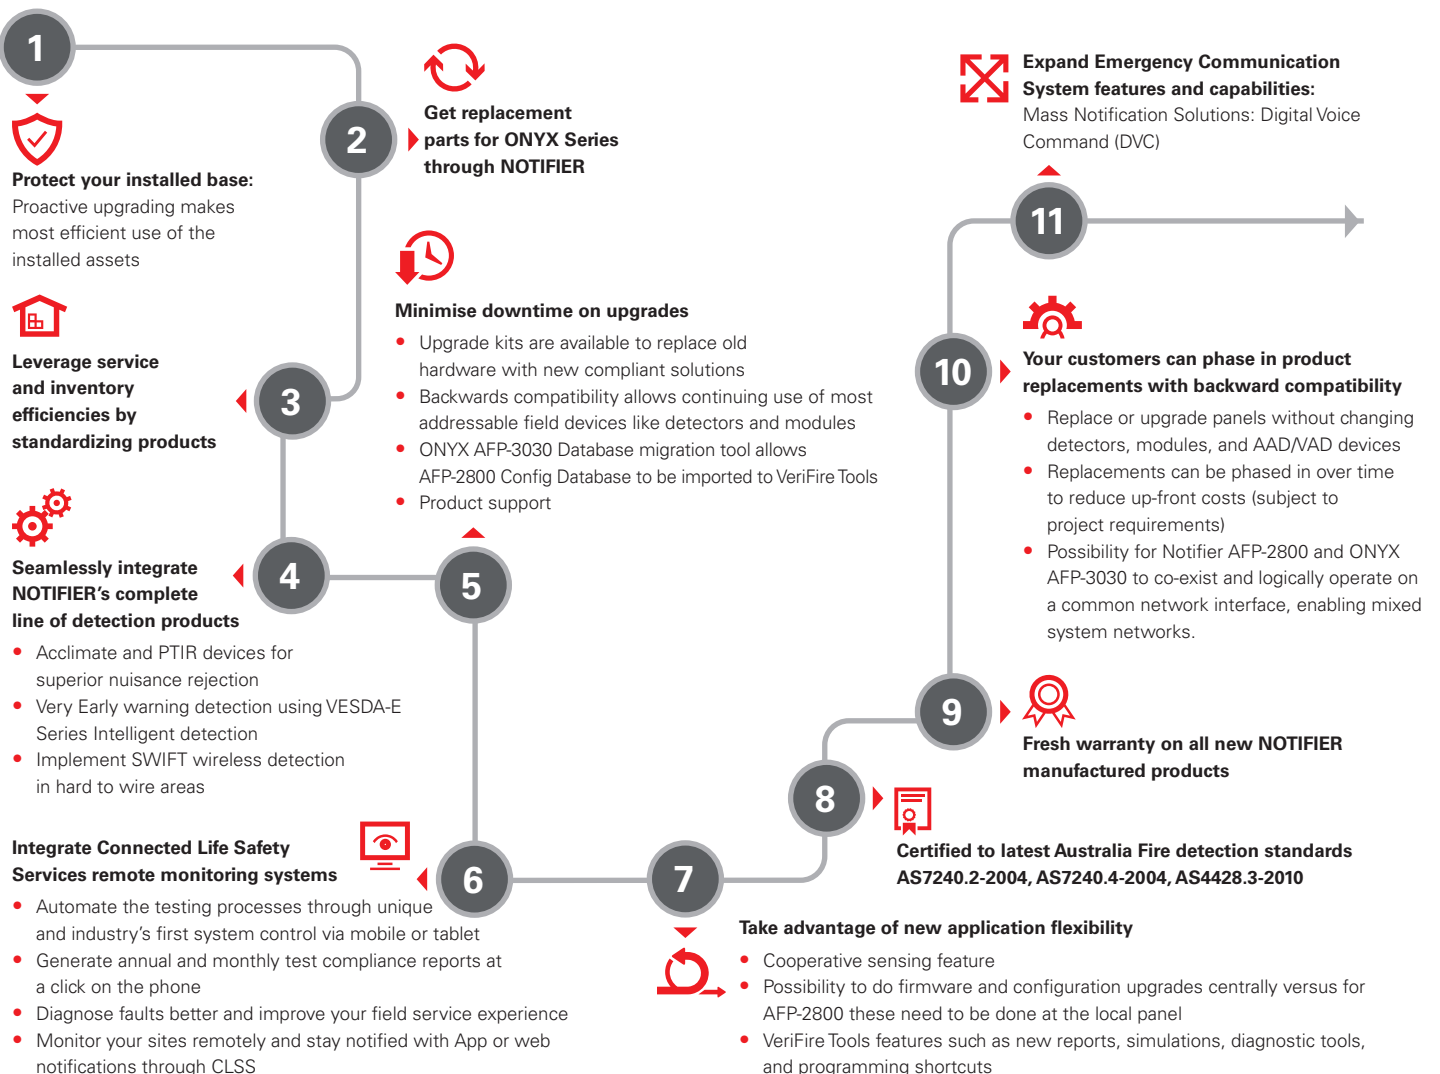 1
Protect your installed base:
Proactive upgrading makes
most efficient use of the
installed assets
2
Get replacement
parts for ONYX Series
through NOTIFIER
3
Leverage service
and inventory
efficiencies by
standardizing products
4
Seamlessly integrate
NOTIFIER's complete
line of detection products
• Acclimate and PTIR devices for
superior nuisance rejection
• Very Early warning detection using VESDA-E
Series Intelligent detection
• Implement SWIFT wireless detection
in hard to wire areas
5
Minimise downtime on upgrades
• Upgrade kits are available to replace old
hardware with new compliant solutions
• Backwards compatibility allows continuing use of most
addressable field devices like detectors and modules
• ONYX AFP-3030 Database migration tool allows
AFP-2800 Config Database to be imported to VeriFire Tools
• Product support
6
Integrate Connected Life Safety
Services remote monitoring systems
• Automate the testing processes through unique
and industry's first system control via mobile or tablet
• Generate annual and monthly test compliance reports at
a click on the phone
• Diagnose faults better and improve your field service experience
• Monitor your sites remotely and stay notified with App or web
notifications through CLSS
7
Take advantage of new application flexibility
• Cooperative sensing feature
• Possibility to do firmware and configuration upgrades centrally versus for
AFP-2800 these need to be done at the local panel
• VeriFire Tools features such as new reports, simulations, diagnostic tools,
and programming shortcuts
8
Certified to latest Australia Fire detection standards
AS7240.2-2004, AS7240.4-2004, AS4428.3-2010
9
Fresh warranty on all new NOTIFIER
manufactured products
10
Your customers can phase in product
replacements with backward compatibility
• Replace or upgrade panels without changing
detectors, modules, and AAD/VAD devices
• Replacements can be phased in over time
to reduce up-front costs (subject to
project requirements)
• Possibility for Notifier AFP-2800 and ONYX
AFP-3030 to co-exist and logically operate on
a common network interface, enabling mixed
system networks.
11
Expand Emergency Communication
System features and capabilities:
Mass Notification Solutions: Digital Voice
Command (DVC)